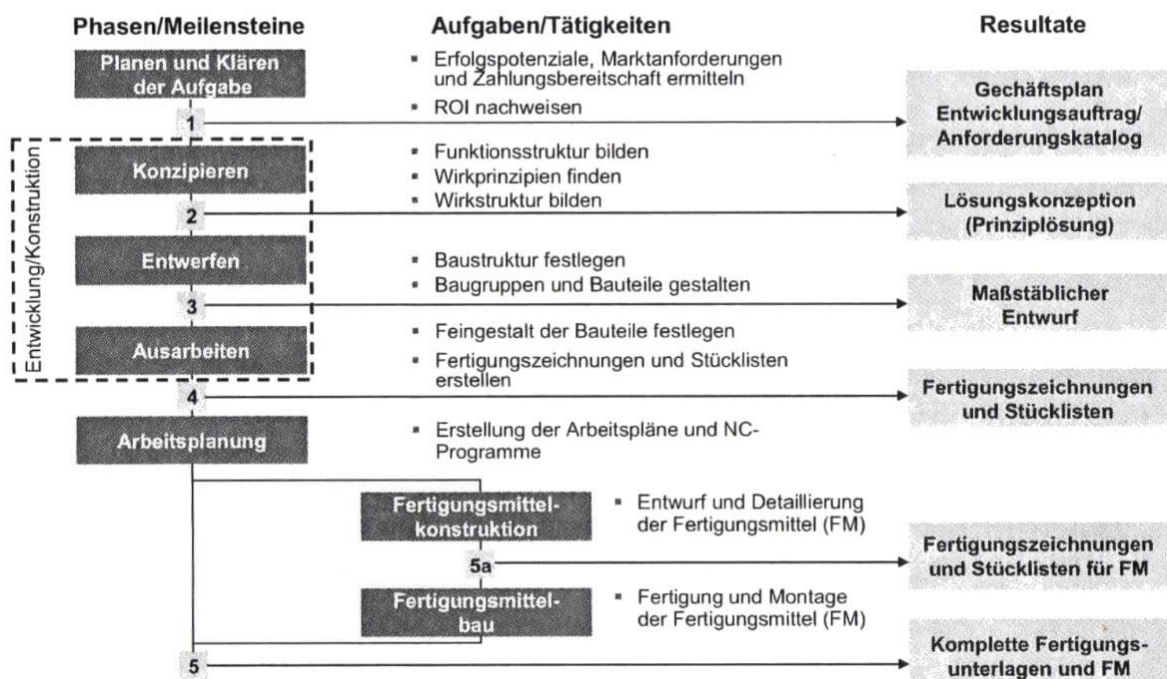 Phasen/Meilensteine
Aufgaben/Tätigkeiten
Resultate
Planen und Klären
der Aufgabe
▪ Erfolgspotenziale, Marktanforderungen
und Zahlungsbereitschaft ermitteln
▪ ROI nachweisen
1
Gechäftsplan
Entwicklungsauftrag/
Anforderungskatalog
Entwicklung/Konstruktion
Konzipieren
▪ Funktionsstruktur bilden
▪ Wirkprinzipien finden
▪ Wirkstruktur bilden
2
Lösungskonzeption
(Prinziplösung)
Entwerfen
▪ Baustruktur festlegen
▪ Baugruppen und Bauteile gestalten
3
Maßstäblicher
Entwurf
Ausarbeiten
▪ Feingestalt der Bauteile festlegen
▪ Fertigungszeichnungen und Stücklisten
erstellen
4
Fertigungszeichnungen
und Stücklisten
Arbeitsplanung
▪ Erstellung der Arbeitspläne und NC-
Programme
Fertigungsmittel-
konstruktion
▪ Entwurf und Detaillierung
der Fertigungsmittel (FM)
5a
Fertigungszeichnungen
und Stücklisten für FM
Fertigungsmittel-
bau
▪ Fertigung und Montage
der Fertigungsmittel (FM)
5
Komplette Fertigungs-
unterlagen und FM